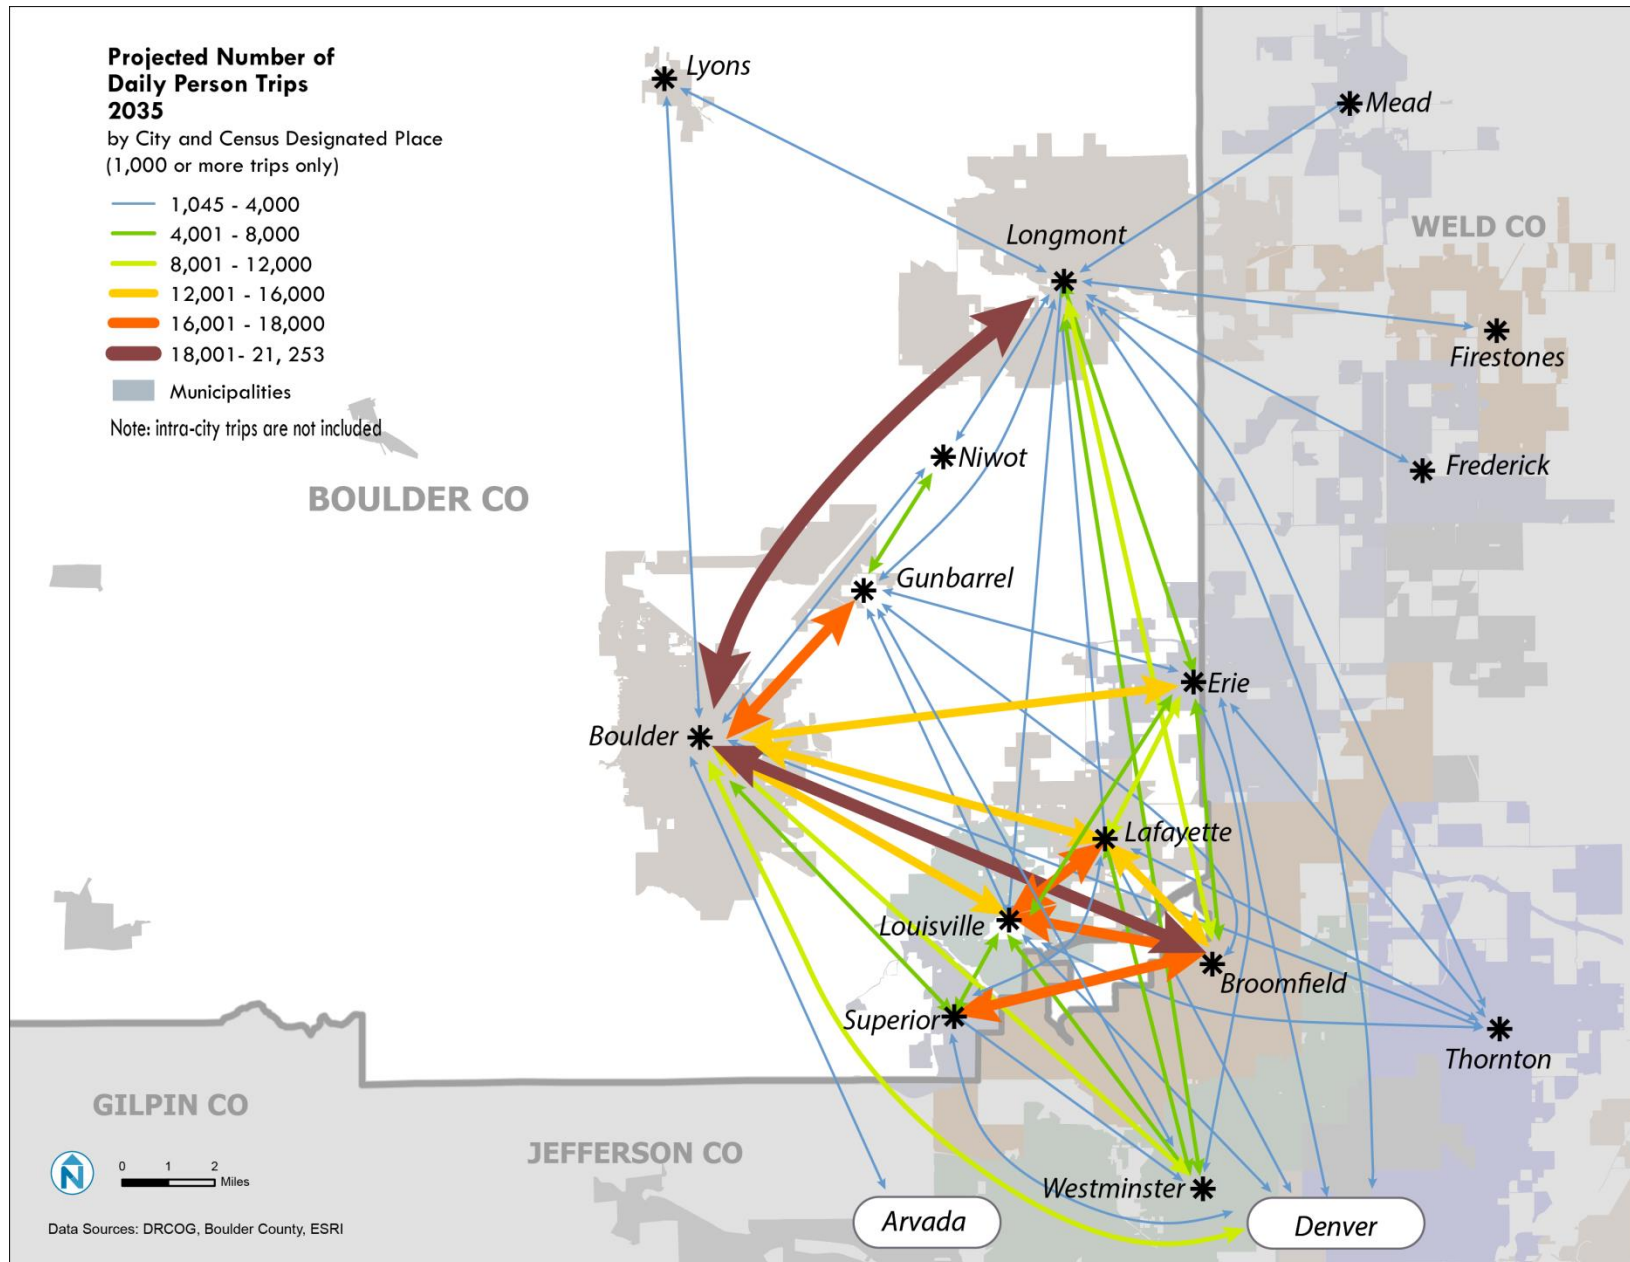 Projected Number of
Daily Person Trips
2035
by City and Census Designated Place
(1,000 or more trips only)
1,045 - 4,000
4,001 - 8,000
8,001 - 12,000
12,001 - 16,000
16,001 - 18,000
18,001- 21, 253
Municipalities
Note: intra-city trips are not included
Lyons
Mead
WELD CO
Longmont
Firestones
Niwot
Frederick
BOULDER CO
Gunbarrel
Erie
Boulder
Lafayette
Louisville
Broomfield
Superior
Thornton
GILPIN CO
JEFFERSON CO
N
0 1 2
Miles
Westminster
Arvada
Denver
Data Sources: DRCOG, Boulder County, ESRI